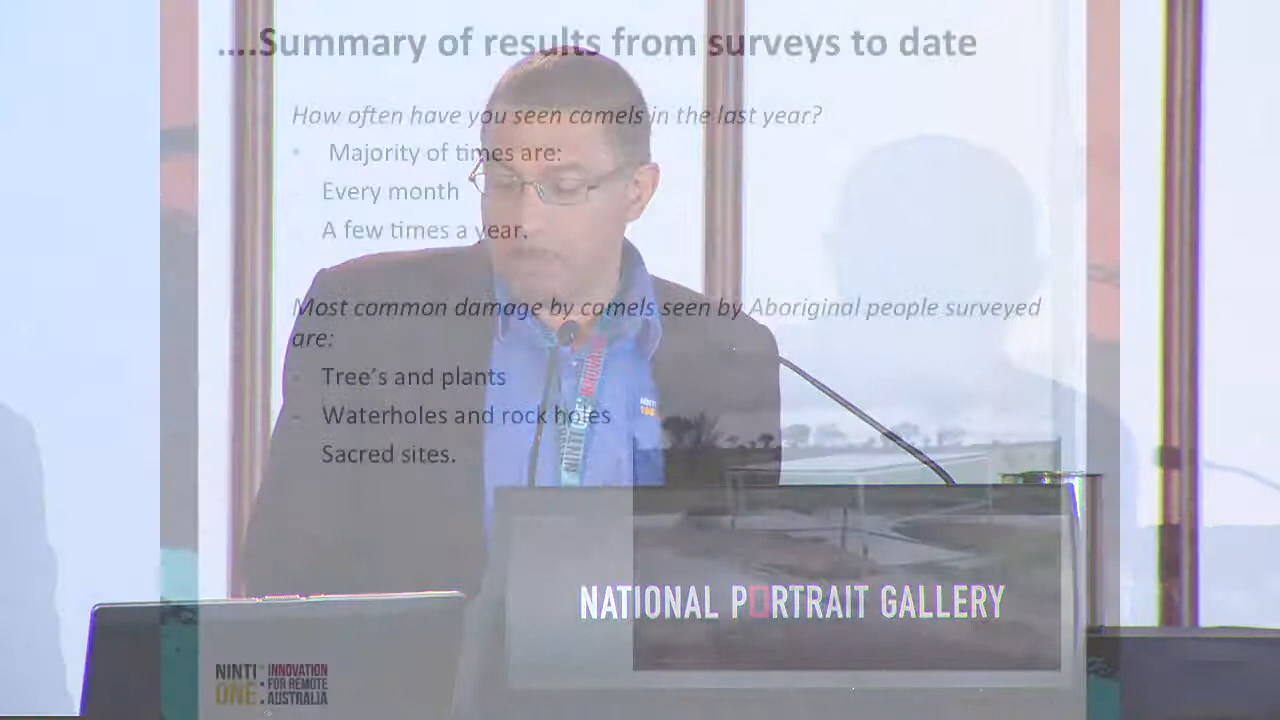 ....Summary of results from surveys to date
How often have you seen camels in the last year?
• Majority of times are:
Every month
A few times a year.
Most common damage by camels seen by Aboriginal people surveyed
are:
- Tree's and plants
- Waterholes and rock holes
Sacred sites.
NINTI
INNOVATION
NATIONAL PORTRAIT GALLERY
NINTI
ONE
INNOVATION
FOR REMOTE
AUSTRALIA